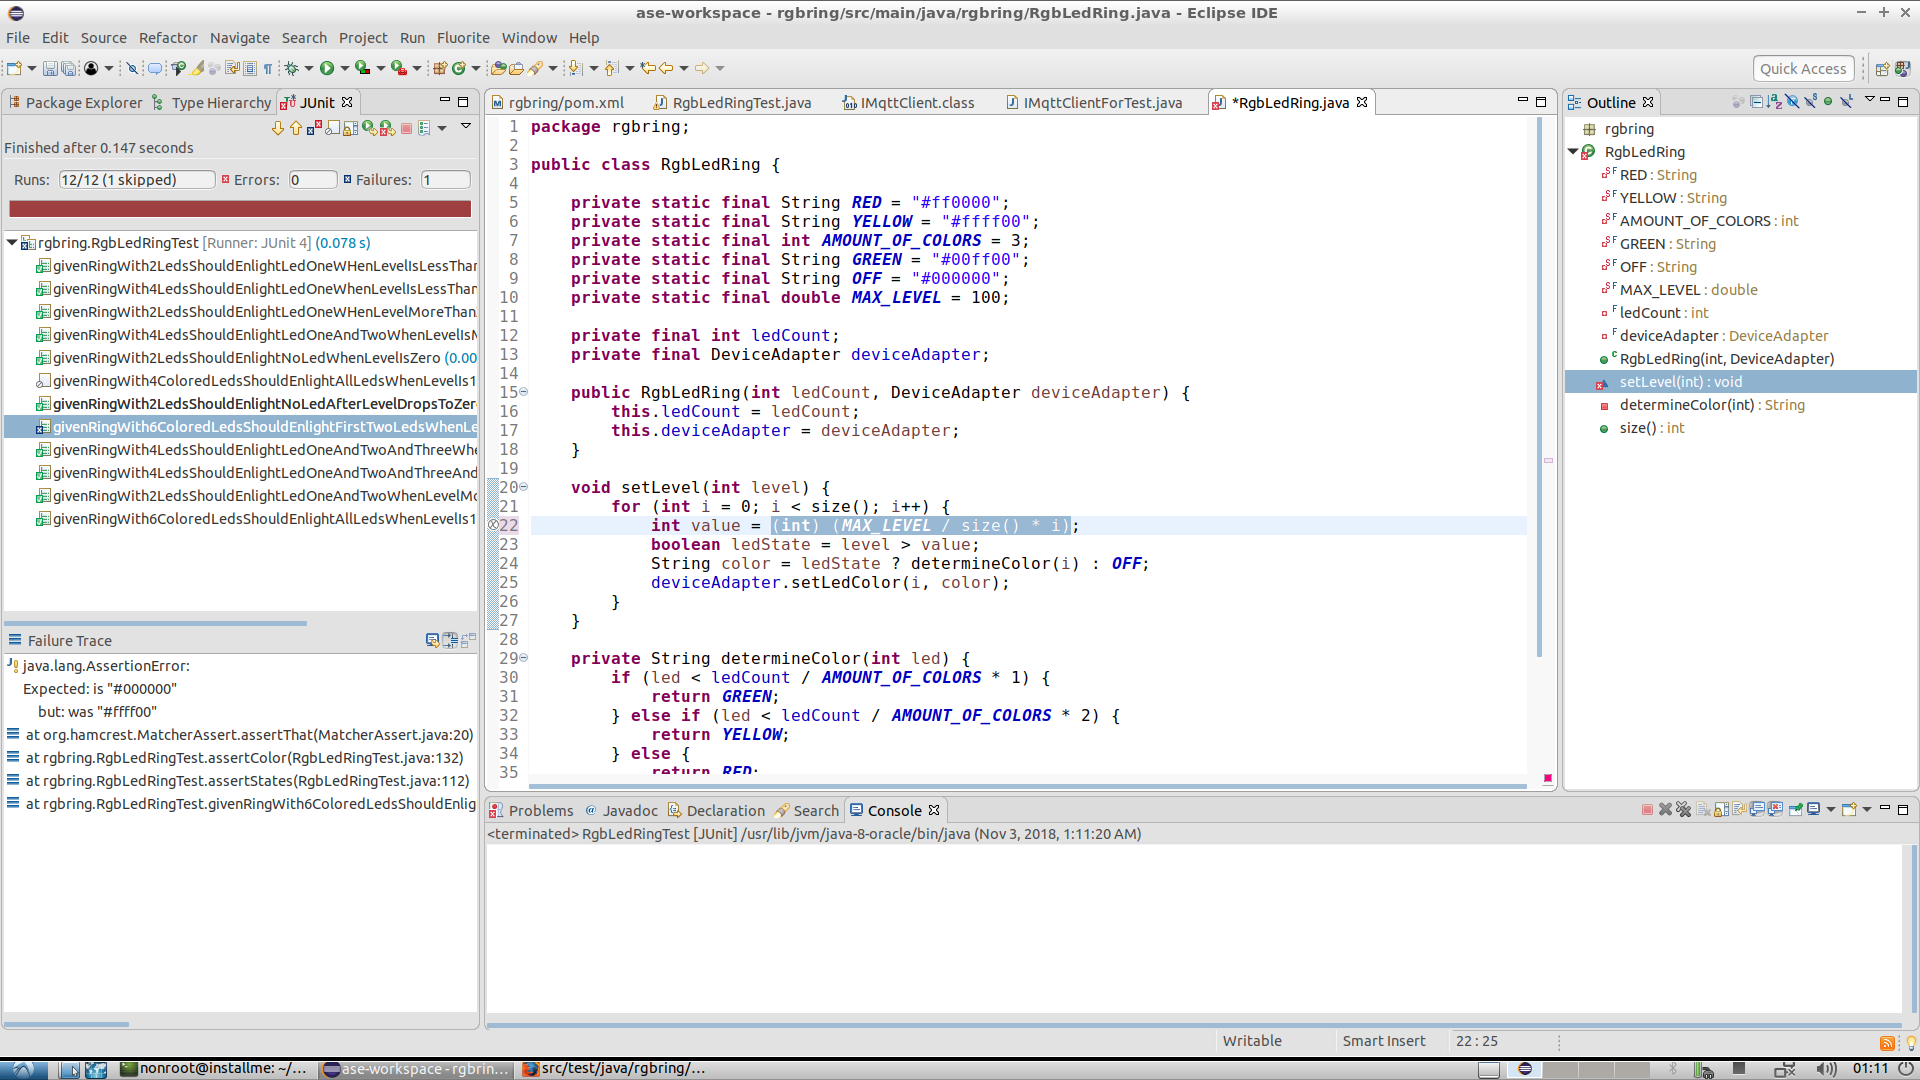 ase-workspace - rgbring/src/main/java/rgbring/RgbLedRing.java - Eclipse IDE
File Edit Source Refactor Navigate Search Project Run Fluorite Window Help
Quick Access
Package Explorer Type Hierarchy JUnit
Finished after 0.147 seconds
Runs: 12/12 (1 skipped) Errors: 0 Failures: 1
rgbring.RgbLedRingTest [Runner: JUnit 4] (0.078 s)
givenRingWith2LedsShouldEnlightLedOneWHenLevelIsLessThan
givenRingWith4LedsShouldEnlightLedOneWhenLevelIsLessThan
givenRingWith2LedsShouldEnlightLedOneWHenLevelMoreThanZ
givenRingWith4LedsShouldEnlightLedOneAndTwoWhenLevelIsM
givenRingWith2LedsShouldEnlightNoLedWhenLevelIsZero (0.00
givenRingWith4ColoredLedsShouldEnlightAllLedsWhenLevelIs1
givenRingWith2LedsShouldEnlightNoLedAfterLevelDropsToZer
givenRingWith6ColoredLedsShouldEnlightFirstTwoLedsWhenLe
givenRingWith4LedsShouldEnlightLedOneAndTwoAndThreeWhe
givenRingWith4LedsShouldEnlightLedOneAndTwoAndThreeAnd
givenRingWith2LedsShouldEnlightLedOneAndTwoWhenLevelMo
givenRingWith6ColoredLedsShouldEnlightAllLedsWhenLevelIs1
Failure Trace
java.lang.AssertionError:
Expected: is "#000000"
but: was "#ffff00"
at org.hamcrest.MatcherAssert.assertThat(MatcherAssert.java:20)
at rgbring.RgbLedRingTest.assertColor(RgbLedRingTest.java:132)
at rgbring.RgbLedRingTest.assertStates(RgbLedRingTest.java:112)
at rgbring.RgbLedRingTest.givenRingWith6ColoredLedsShouldEnlig
rgbring/pom.xml RgbLedRingTest.java IMqttClient.class IMqttClientForTest.java *RgbLedRing.java
1 package rgbring;
2
3 public class RgbLedRing {
4
5 private static final String RED = "#ff0000";
6 private static final String YELLOW = "#ffff00";
7 private static final int AMOUNT_OF_COLORS = 3;
8 private static final String GREEN = "#00ff00";
9 private static final String OFF = "#000000";
10 private static final double MAX_LEVEL = 100;
11
12 private final int ledCount;
13 private final DeviceAdapter deviceAdapter;
14
15 public RgbLedRing(int ledCount, DeviceAdapter deviceAdapter) {
16 this.ledCount = ledCount;
17 this.deviceAdapter = deviceAdapter;
18 }
19
20 void setLevel(int level) {
21 for (int i = 0; i < size(); i++) {
22 int value = (int) (MAX_LEVEL / size() * i);
23 boolean ledState = level > value;
24 String color = ledState ? determineColor(i) : OFF;
25 deviceAdapter.setLedColor(i, color);
26 }
27 }
28
29 private String determineColor(int led) {
30 if (led < ledCount / AMOUNT_OF_COLORS * 1) {
31 return GREEN;
32 } else if (led < ledCount / AMOUNT_OF_COLORS * 2) {
33 return YELLOW;
34 } else {
35 return RED;
Outline
rgbring
RgbLedRing
RED : String
YELLOW : String
AMOUNT_OF_COLORS : int
GREEN : String
OFF : String
MAX_LEVEL : double
ledCount : int
deviceAdapter : DeviceAdapter
RgbLedRing(int, DeviceAdapter)
setLevel(int) : void
determineColor(int) : String
size() : int
Problems Javadoc Declaration Search Console
<terminated> RgbLedRingTest [JUnit] /usr/lib/jvm/java-8-oracle/bin/java (Nov 3, 2018, 1:11:20 AM)
Writable Smart Insert 22 : 25
nonroot@installme: ~/... ase-workspace - rgbrin... src/test/java/rgbring/... 01:11